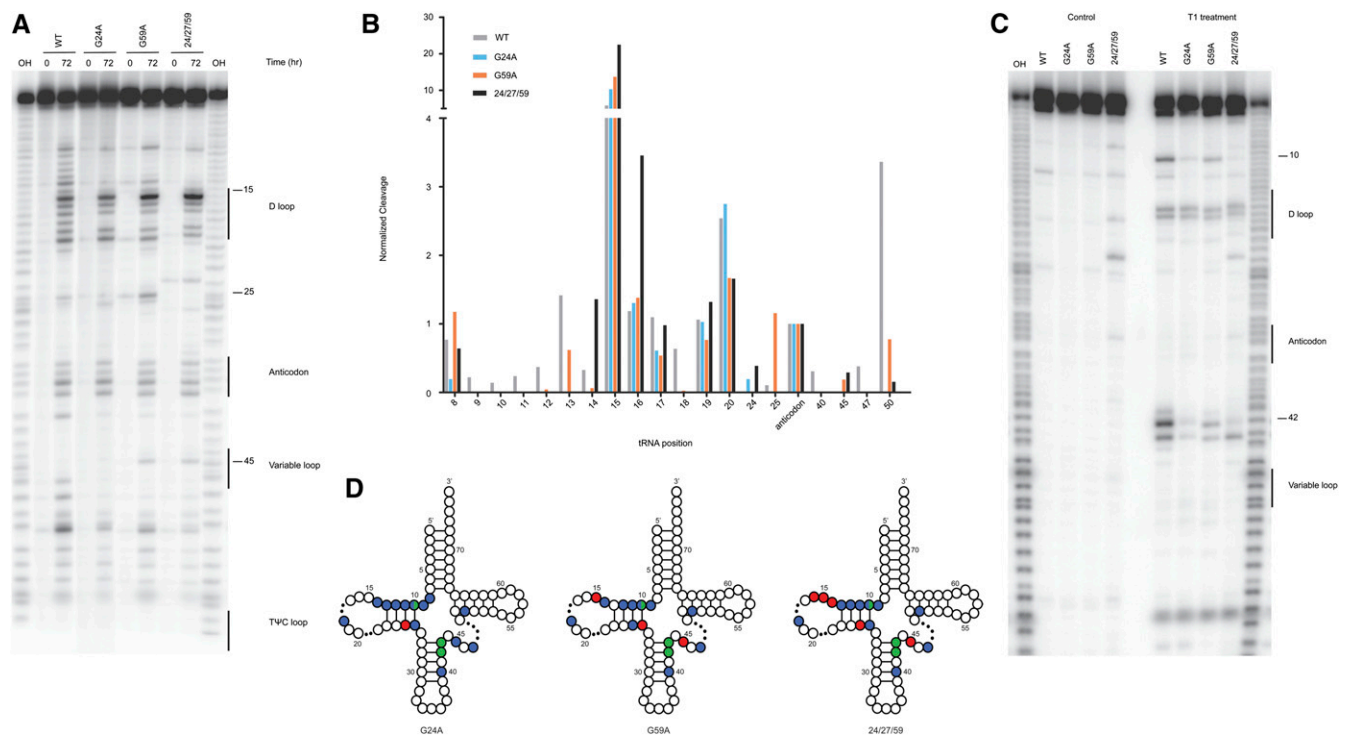 A
WT
G24A
G59A
24/27/59
OH 0 72 0 72 0 72 0 72 OH Time (hr)
15
D loop
25
Anticodon
45
Variable loop
TΨC loop
B
30
20
10
4
3
2
1
0
Normalized Cleavage
WT
G24A
G59A
24/27/59
8 9 10 11 12 13 14 15 16 17 18 19 20 24 25 anticodon 40 45 47 50
tRNA position
C
Control T1 treatment
OH WT G24A G59A 24/27/59 WT G24A G59A 24/27/59
10
D loop
Anticodon
42
Variable loop
D
3' 3' 3'
5' 5' 5'
70 70 70
5 5 5
15 10 60 15 10 60 15 10 60
20 45 55 20 45 55 20 45 55
30 40 30 40 30 40
G24A G59A 24/27/59